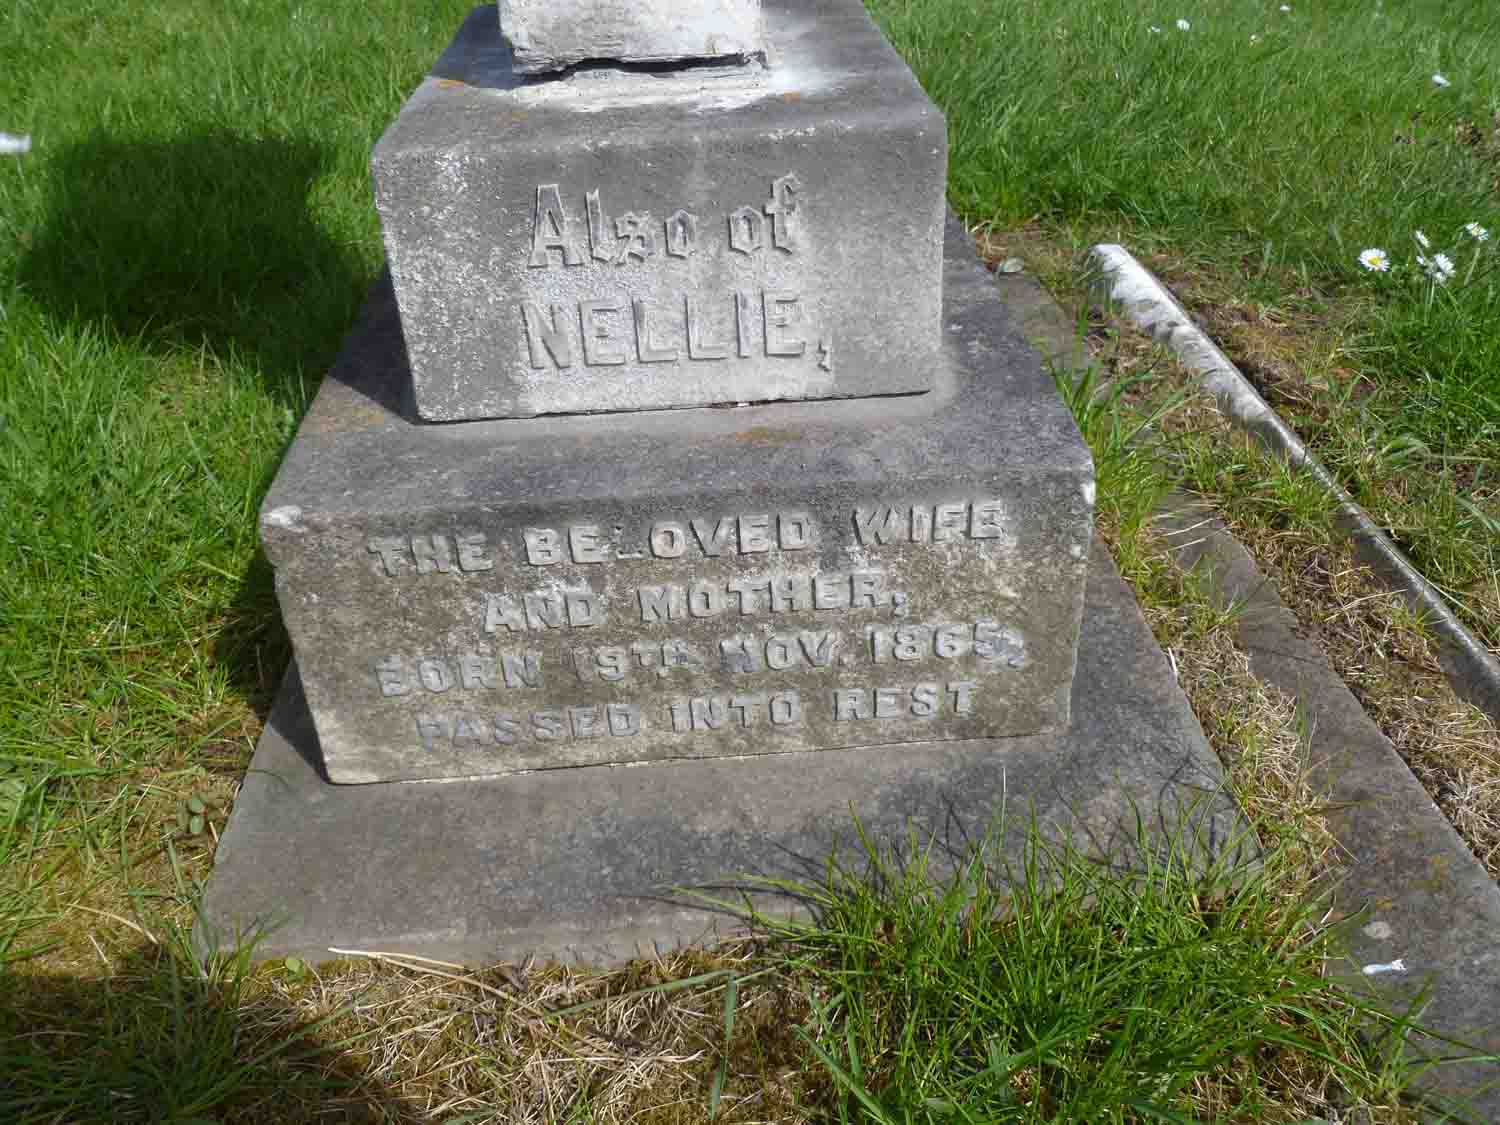 Also of
NELLIE,
THE BELOVED WIFE
AND MOTHER,
BORN 19TH NOV. 1865,
PASSED INTO REST